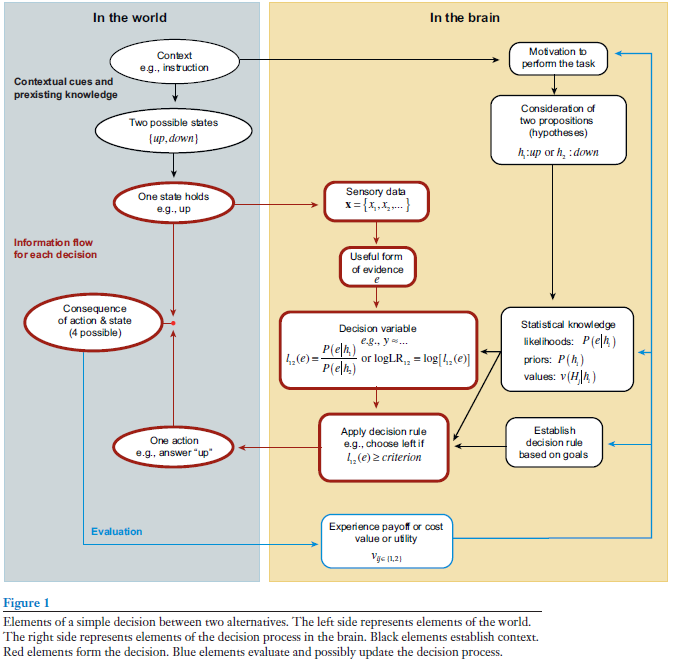 In the world
In the brain
Context
e.g., instruction
Motivation to
perform the task
Contextual cues and
prexisting knowledge
Two possible states
{up,down}
Consideration of
two propositions
(hypotheses)
h₁:up or h₂ :down
One state holds
e.g., up
Sensory data
x = {x₁,x₂,... }
Information flow
for each decision
Useful form
of evidence
e
Consequence
of action & state
(4 possible)
Decision variable
e.g., y ≈...
l₁₂(e) = P(e|h₁) / P(e|h₂) or logLR₁₂ = log[l₁₂(e)]
Statistical knowledge
likelihoods: P(e|hᵢ)
priors: P(hᵢ)
values: v(Hⱼ|hᵢ)
One action
e.g., answer “up”
Apply decision rule
e.g., choose left if
l₁₂(e) ≥ criterion
Establish
decision rule
based on goals
Evaluation
Experience payoff or cost
value or utility
vᵢⱼ∈{1,2}
Figure 1
Elements of a simple decision between two alternatives. The left side represents elements of the world.
The right side represents elements of the decision process in the brain. Black elements establish context.
Red elements form the decision. Blue elements evaluate and possibly update the decision process.